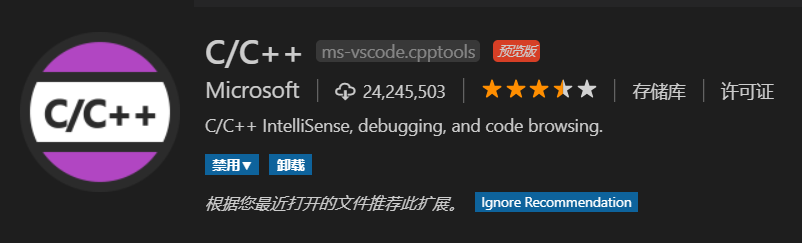 C/C++
C/C++ ms-vscode.cpptools 预览版
Microsoft 24,245,503 存储库 许可证
C/C++ IntelliSense, debugging, and code browsing.
禁用 卸载
根据您最近打开的文件推荐此扩展。 Ignore Recommendation